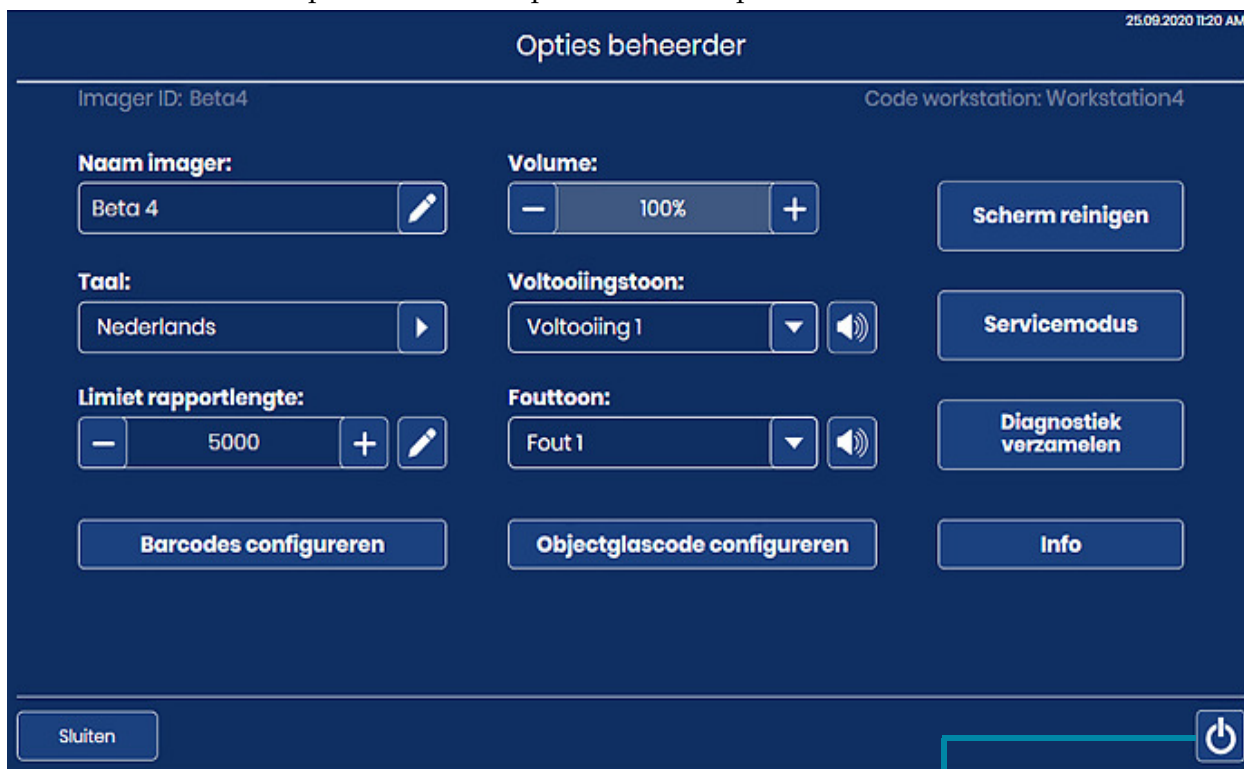 25.09.2020 11:20 AM
Opties beheerder
Imager ID: Beta4
Code workstation: Workstation4
Naam imager:
Volume:
Beta 4
100%
Scherm reinigen
Taal:
Voltooiingstoon:
Nederlands
Voltooiing 1
Servicemodus
Limiet rapportlengte:
Fouttoon:
5000
Fout 1
Diagnostiek
verzamelen
Barcodes configureren
Objectglascode configureren
Info
Sluiten